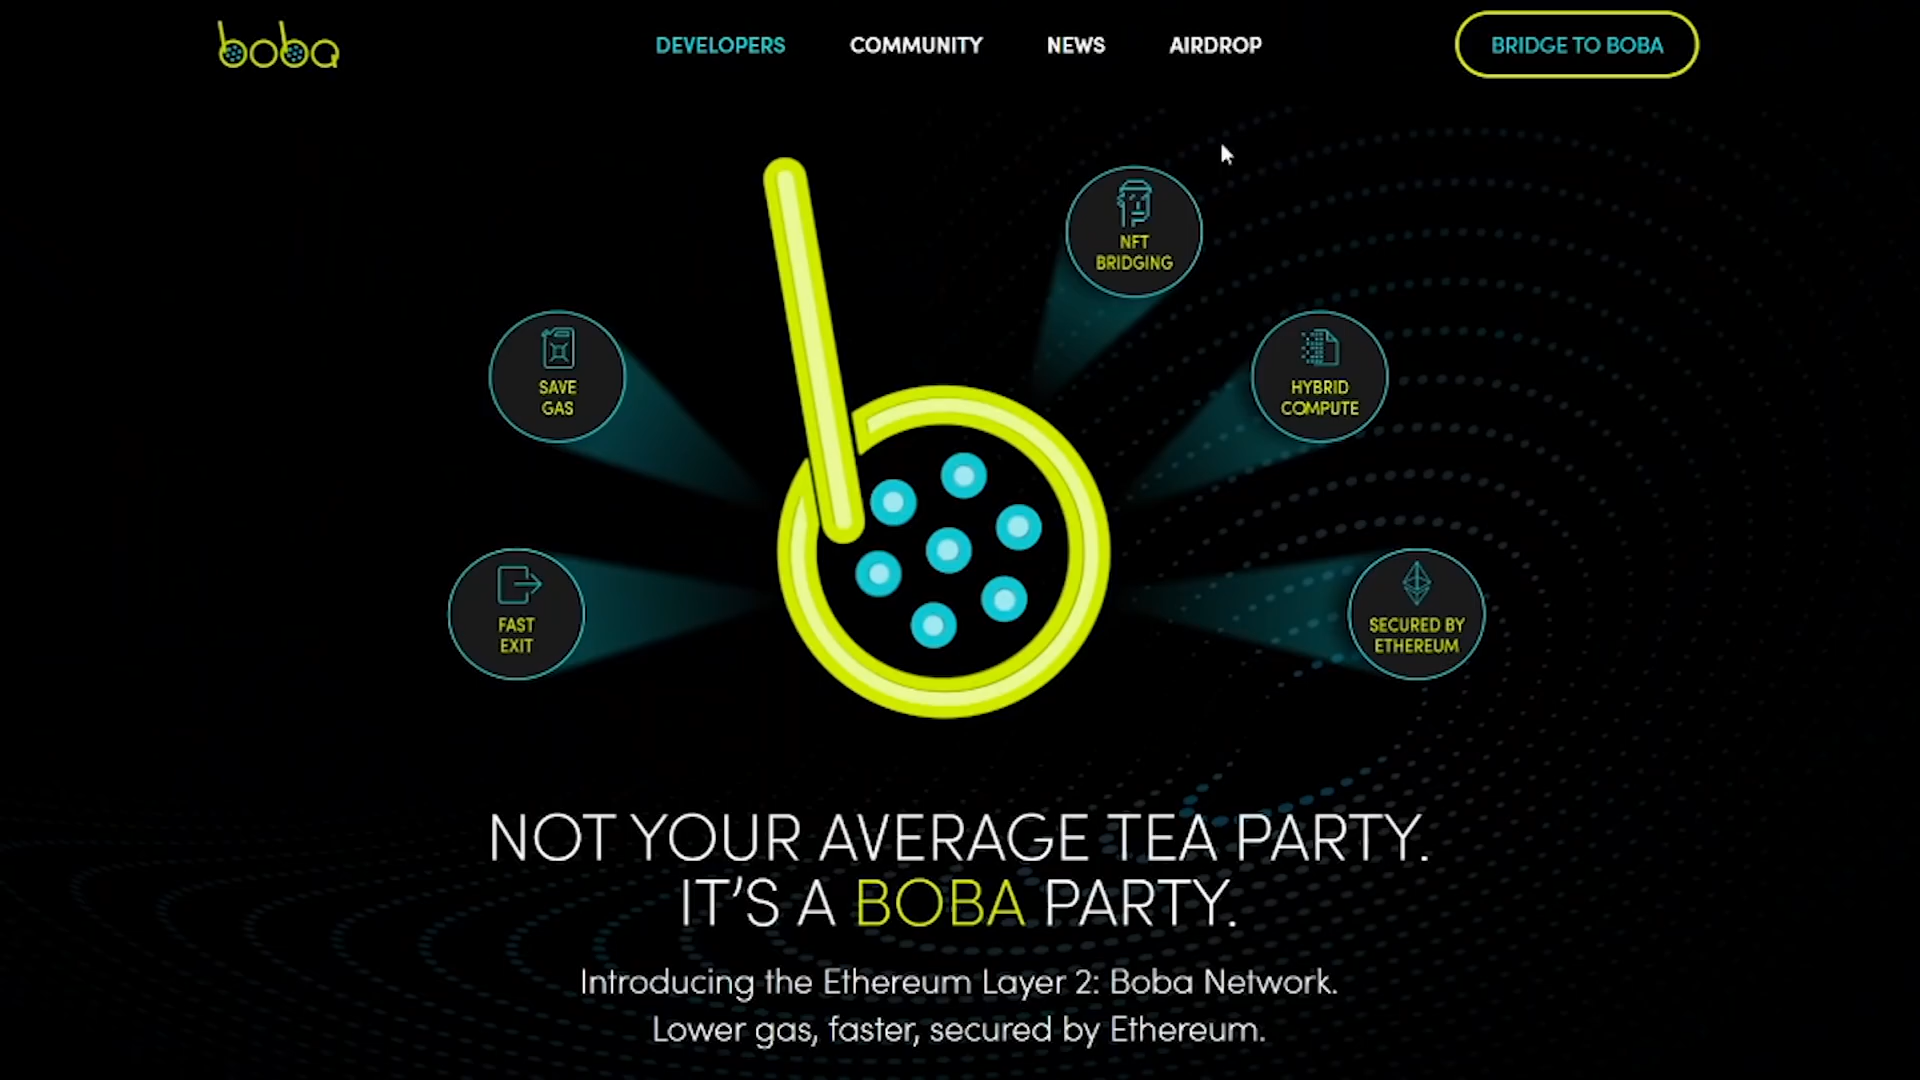 boba
DEVELOPERS
COMMUNITY
NEWS
AIRDROP
BRIDGE TO BOBA
NFT
BRIDGING
SAVE
GAS
HYBRID
COMPUTE
FAST
EXIT
SECURED BY
ETHEREUM
NOT YOUR AVERAGE TEA PARTY.
IT'S A BOBA PARTY.
Introducing the Ethereum Layer 2: Boba Network.
Lower gas, faster, secured by Ethereum.